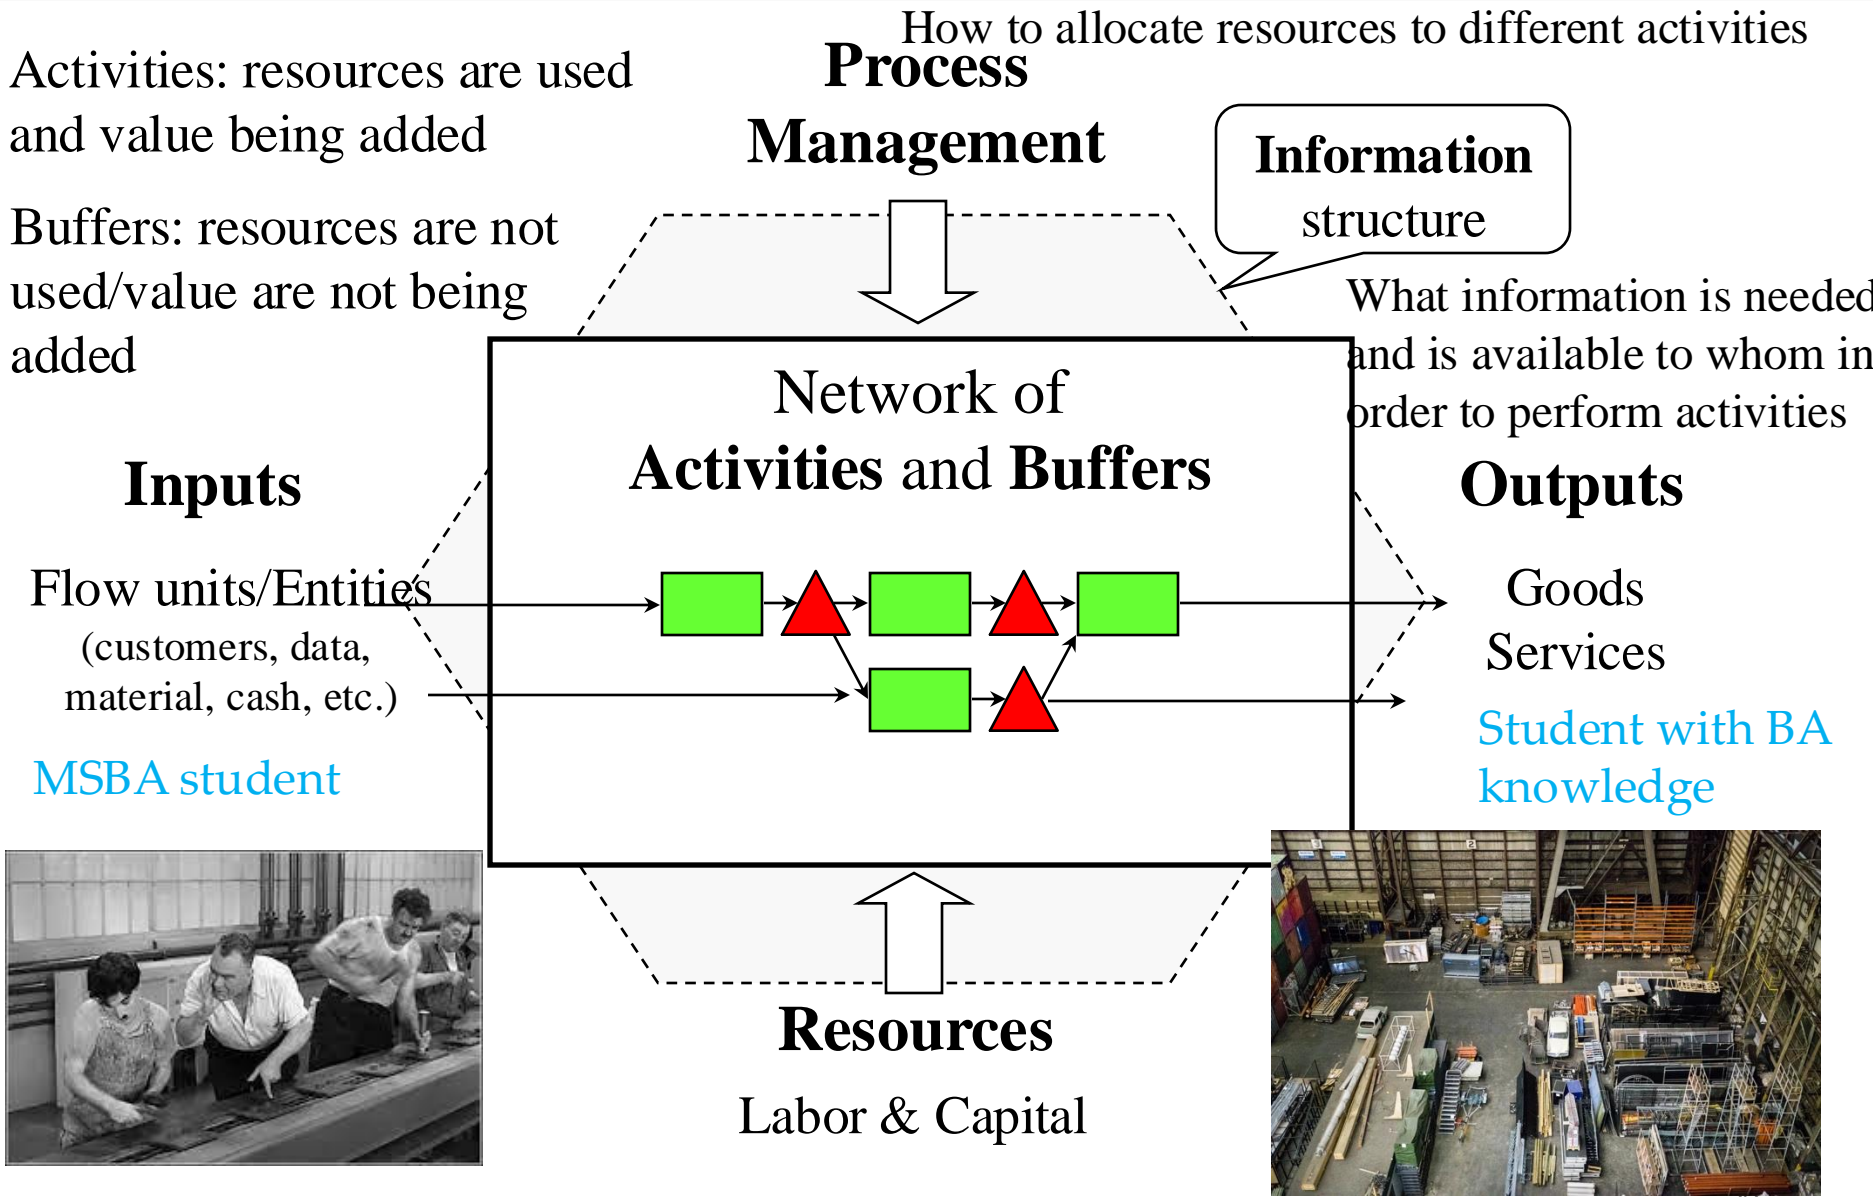 How to allocate resources to different activities
Activities: resources are used
and value being added
Process
Management
Information
structure
Buffers: resources are not
used/value are not being
added
What information is needed
and is available to whom in
order to perform activities
Network of
Activities and Buffers
Inputs
Flow units/Entities
(customers, data,
material, cash, etc.)
MSBA student
Outputs
Goods
Services
Student with BA
knowledge
Resources
Labor & Capital
2